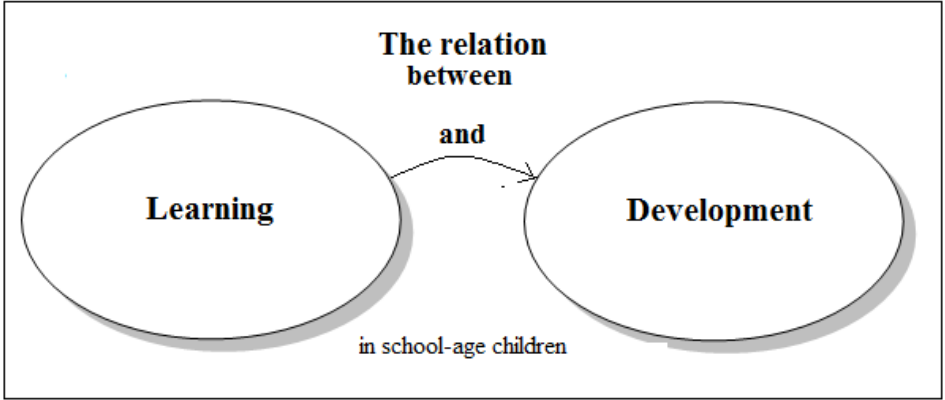 The relation
between
and
Learning
Development
in school-age children